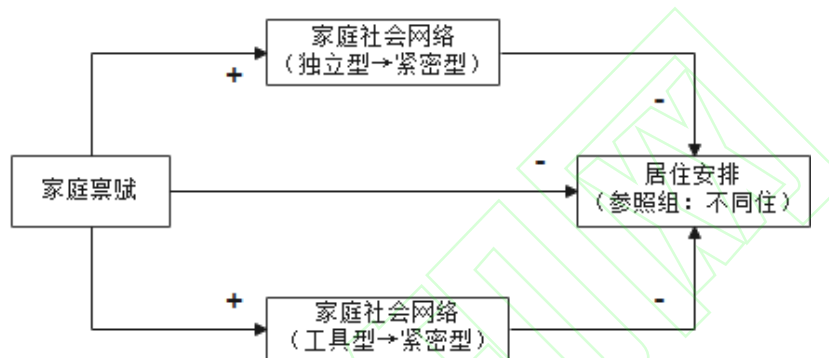 家庭社会网络
（独立型→紧密型）
+
-
家庭禀赋
-
居住安排
（参照组：不同住）
+
-
家庭社会网络
（工具型→紧密型）